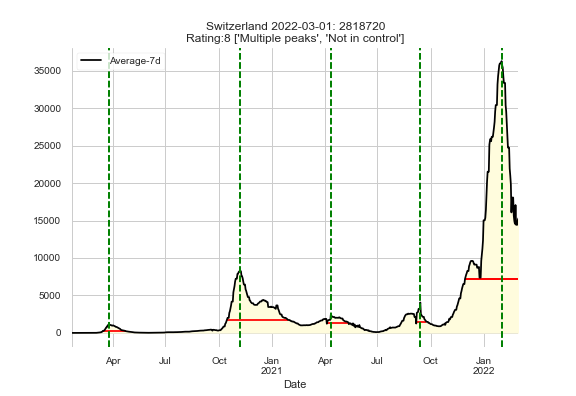 Switzerland 2022-03-01: 2818720
Rating:8 ['Multiple peaks', 'Not in control']
Average-7d
35000
30000
25000
20000
15000
10000
5000
0
Apr Jul Oct Jan Apr Jul Oct Jan
2021 2022
Date